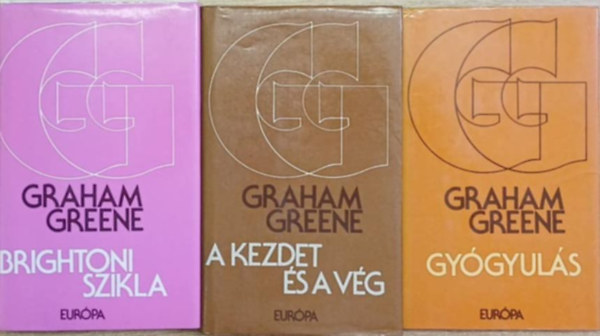 GRAHAM
GREENE
BRIGHTONI
SZIKLA
EURÓPA
GRAHAM
GREENE
A KEZDET
ÉS A VÉG
EURÓPA
GRAHAM
GREENE
GYÓGYULÁS
EURÓPA